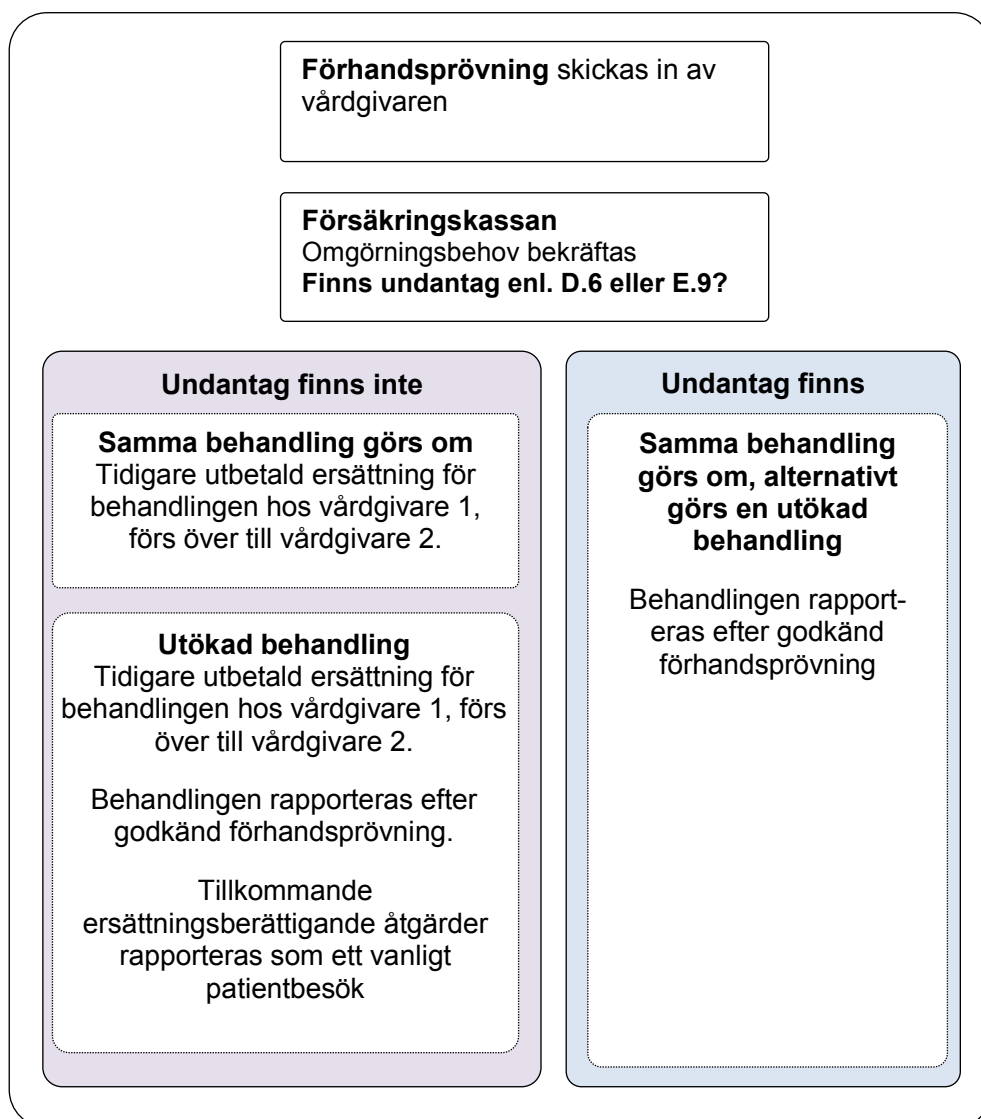 Förhandsprövning skickas in av
vårdgivaren
Försäkringskassan
Omgörningsbehov bekräftas
Finns undantag enl. D.6 eller E.9?
Undantag finns inte
Samma behandling görs om
Tidigare utbetald ersättning för
behandlingen hos vårdgivare 1,
förs över till vårdgivare 2.
Utökad behandling
Tidigare utbetald ersättning för
behandlingen hos vårdgivare 1, förs
över till vårdgivare 2.
Behandlingen rapporteras efter
godkänd förhandsprövning.
Tillkommande
ersättningsberättigande åtgärder
rapporteras som ett vanligt
patientbesök
Undantag finns
Samma behandling
görs om, alternativt
görs en utökad
behandling
Behandlingen rapport-
eras efter godkänd
förhandsprövning